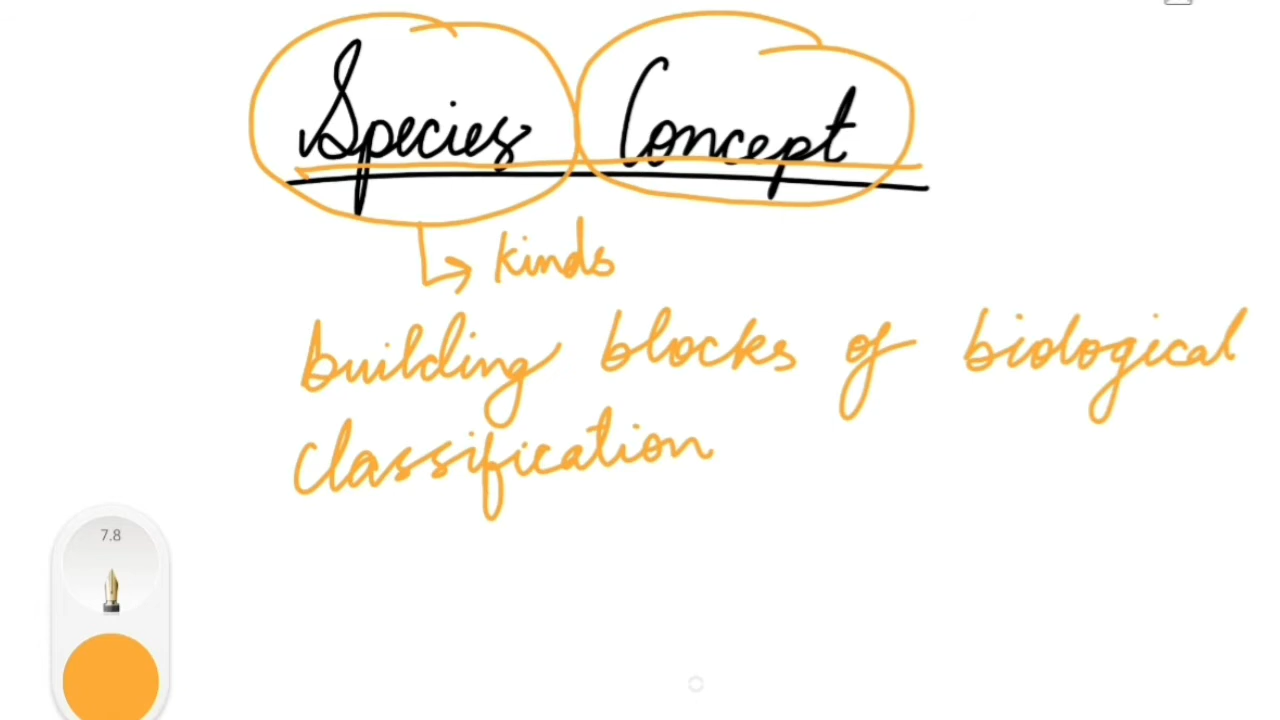 Species Concept
↳ kinds
building blocks of biological
classification
7.8